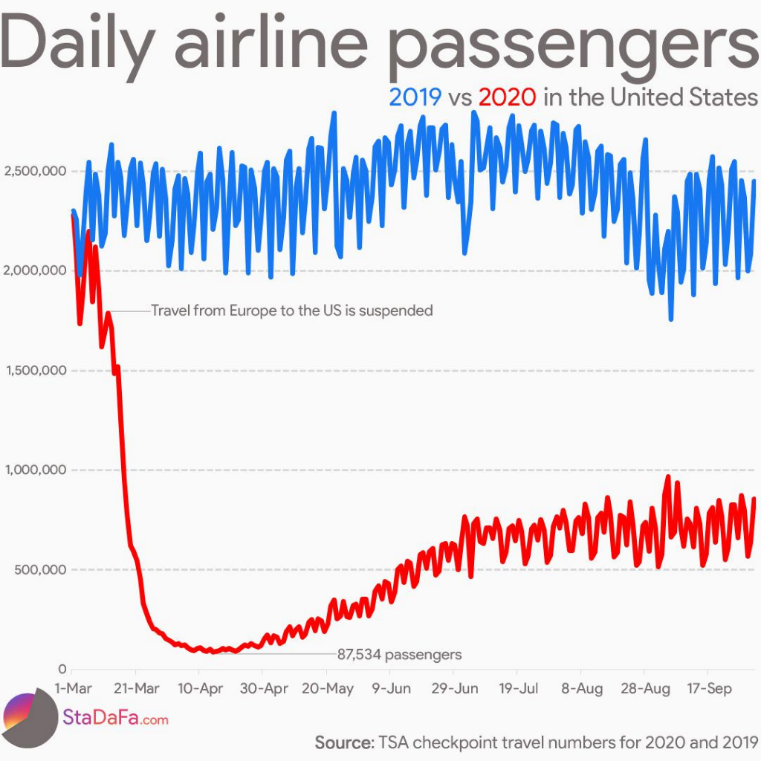 Daily airline passengers
2019 vs 2020 in the United States
2,500,000
2,000,000
Travel from Europe to the US is suspended
1,500,000
1,000,000
500,000
87,534 passengers
0
1-Mar 21-Mar 10-Apr 30-Apr 20-May 9-Jun 29-Jun 19-Jul 8-Aug 28-Aug 17-Sep
StaDaFa.com
Source: TSA checkpoint travel numbers for 2020 and 2019